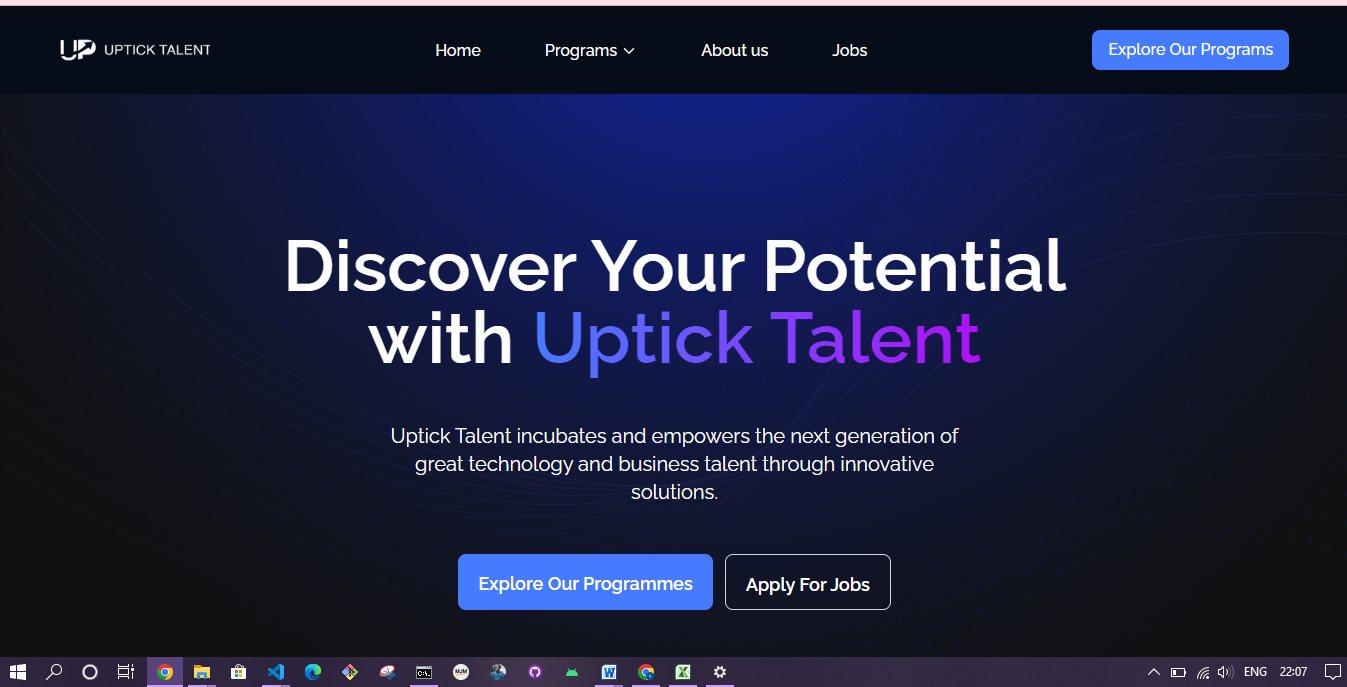 UP UPTICK TALENT
Home
Programs
About us
Jobs
Explore Our Programs
Discover Your Potential
with Uptick Talent
Uptick Talent incubates and empowers the next generation of
great technology and business talent through innovative
solutions.
Explore Our Programmes
Apply For Jobs
ENG
22:07